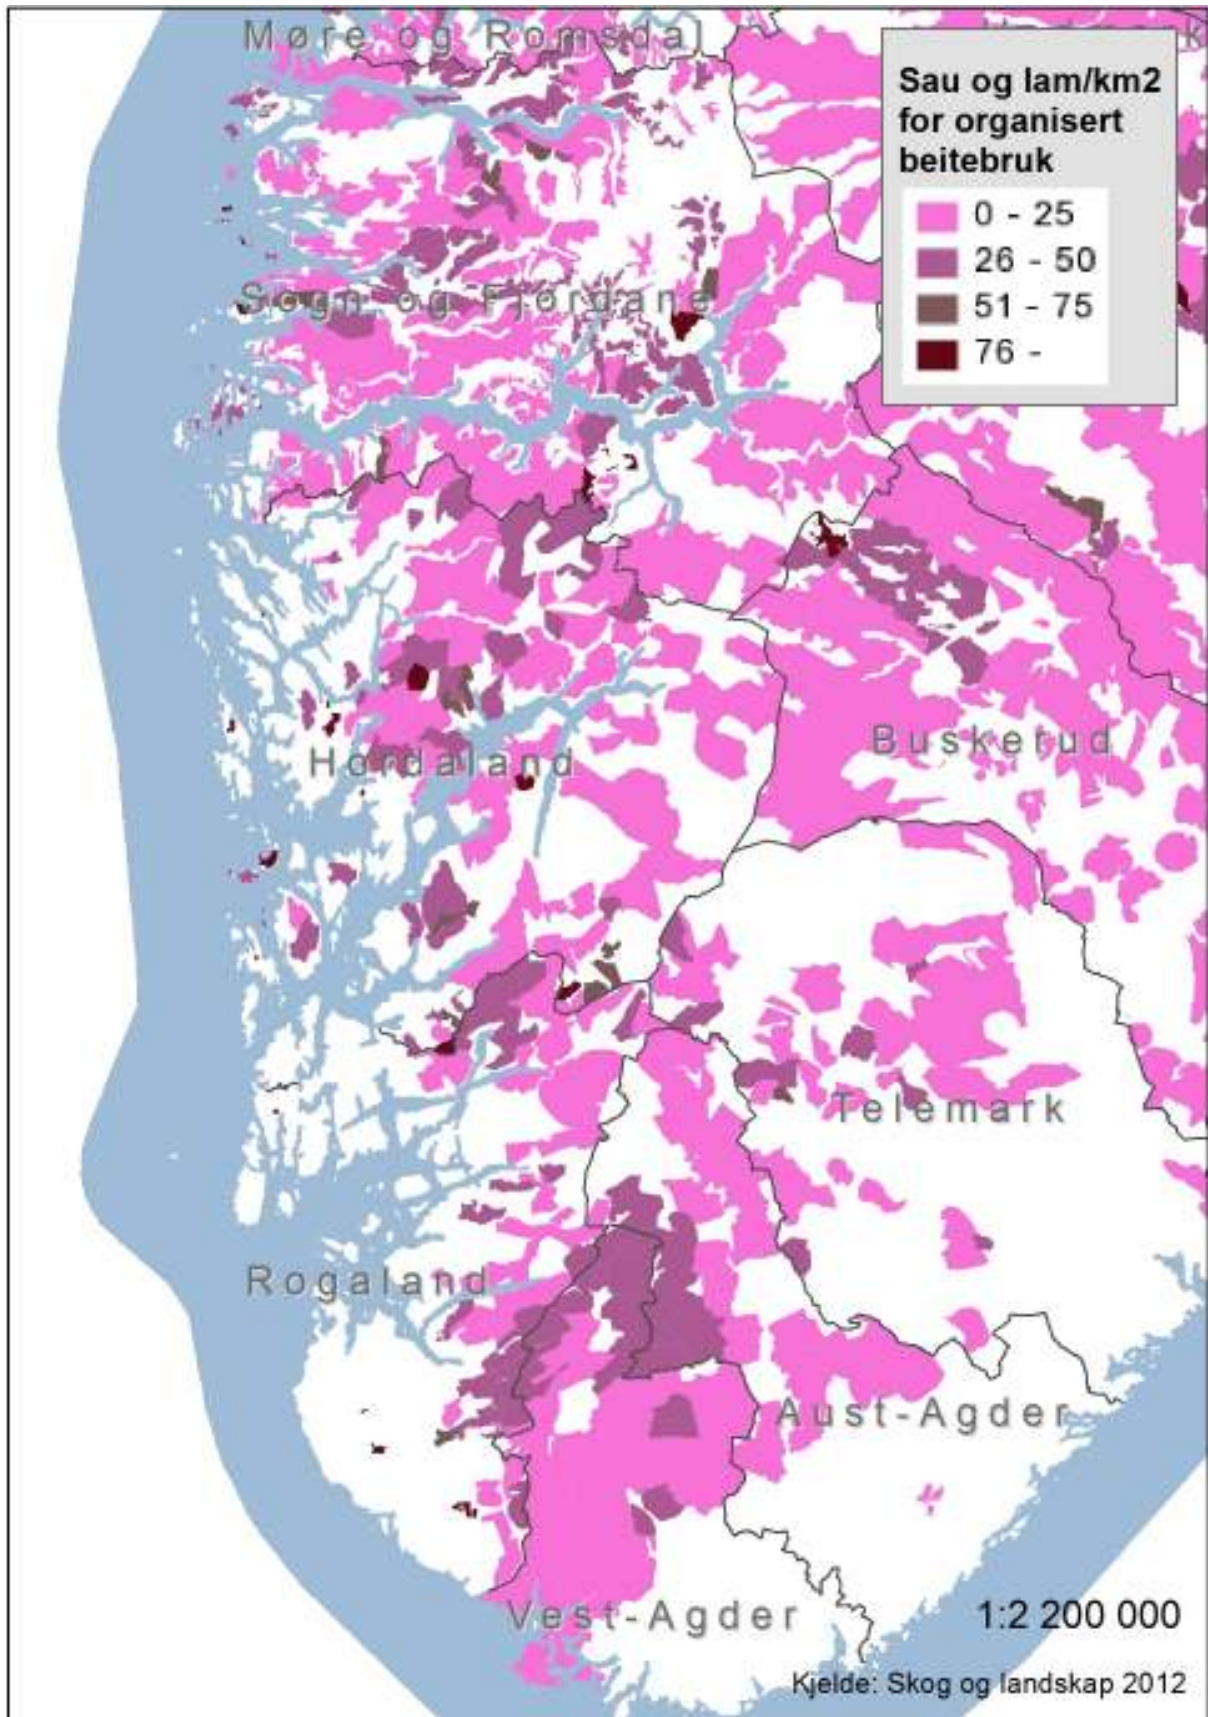 Møre og Romsdal
Sau og lam/km2
for organisert
beitebruk
0 - 25
26 - 50
51 - 75
76 -
Sogn og Fjordane
Hordaland
Buskerud
Telemark
Rogaland
Aust-Agder
Vest-Agder
1:2 200 000
Kjelde: Skog og landskap 2012